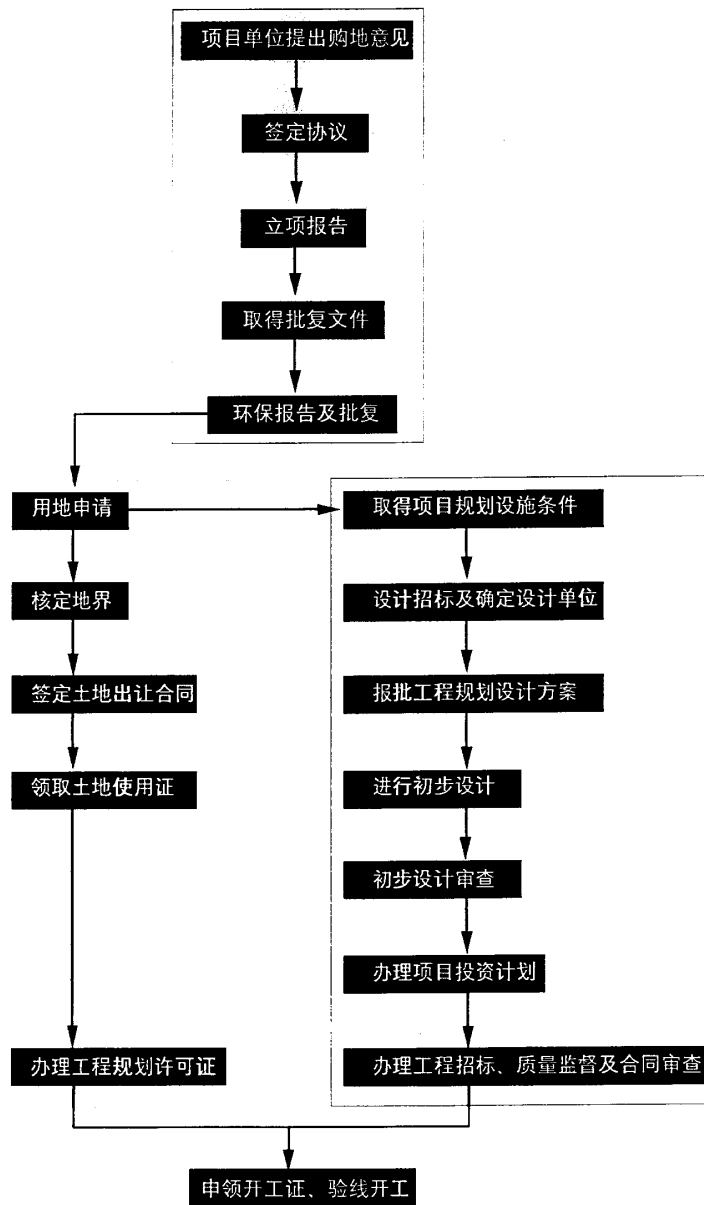 项目单位提出购地意见
签定协议
立项报告
取得批复文件
环保报告及批复
用地申请
取得项目规划设施条件
核定地界
设计招标及确定设计单位
签定土地出让合同
报批工程规划设计方案
领取土地使用证
进行初步设计
初步设计审查
办理项目投资计划
办理工程规划许可证
办理工程招标、质量监督及合同审查
申领开工证、验线开工